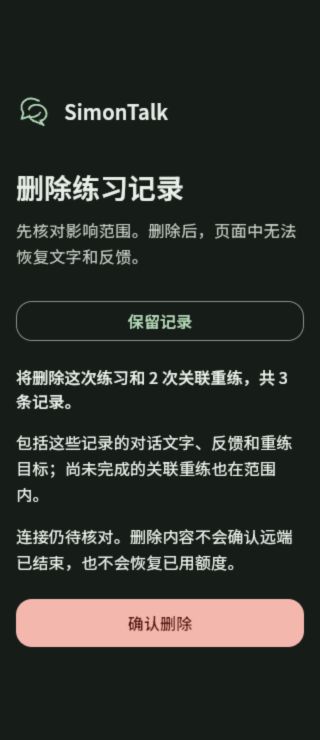 SimonTalk
删除练习记录
先核对影响范围。删除后，页面中无法
恢复文字和反馈。
保留记录
将删除这次练习和 2 次关联重练，共 3
条记录。
包括这些记录的对话文字、反馈和重练
目标；尚未完成的关联重练也在范围
内。
连接仍待核对。删除内容不会确认远端
已结束，也不会恢复已用额度。
确认删除